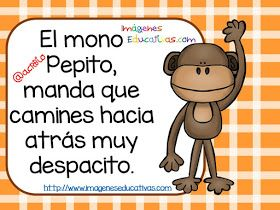 Imágenes
Educativas.com
El mono
Pepito,
manda que
camines hacia
atrás muy
despacito.
http://www.imageneseducativas.com